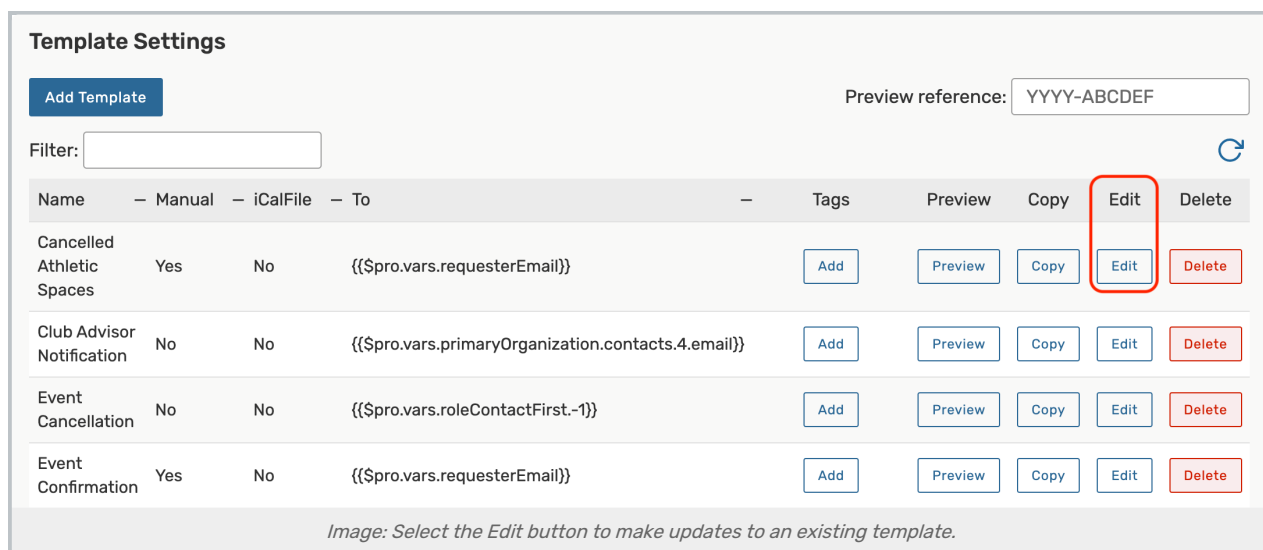 Template Settings
Add Template
Preview reference: YYYY-ABCDEF
Filter:
Name – Manual – iCalFile – To – Tags Preview Copy Edit Delete
Cancelled
Athletic
Spaces
Yes No {{$pro.vars.requesterEmail}} Add Preview Copy Edit Delete
Club Advisor
Notification
No No {{$pro.vars.primaryOrganization.contacts.4.email}} Add Preview Copy Edit Delete
Event
Cancellation
No No {{$pro.vars.roleContactFirst.-1}} Add Preview Copy Edit Delete
Event
Confirmation
Yes No {{$pro.vars.requesterEmail}} Add Preview Copy Edit Delete
Image: Select the Edit button to make updates to an existing template.